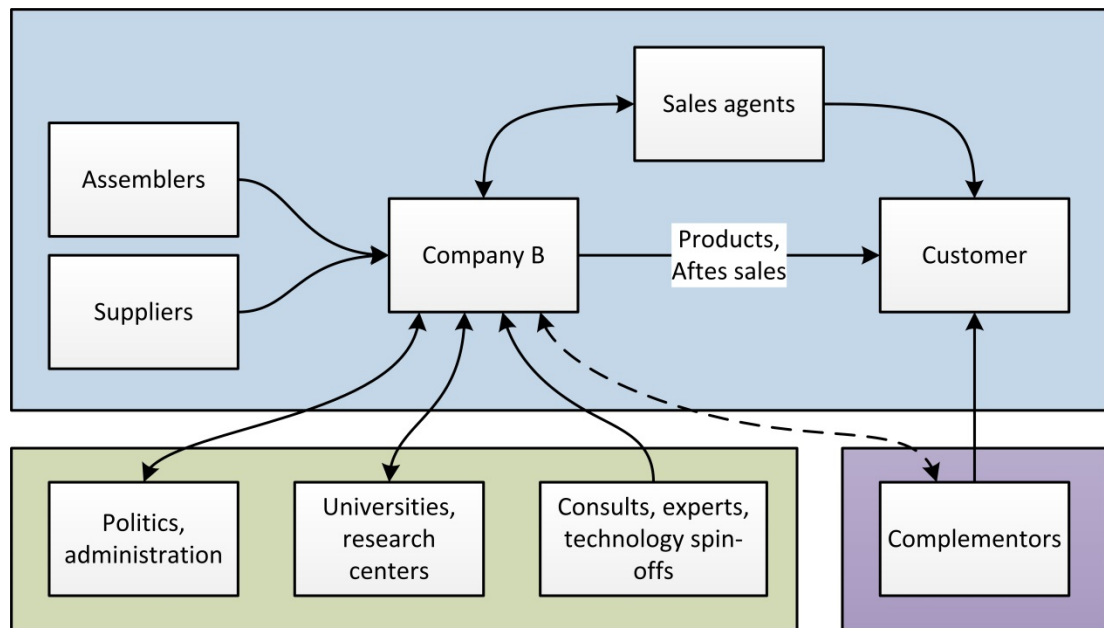 Sales agents
Assemblers
Company B
Products,
Aftes sales
Customer
Suppliers
Politics,
administration
Universities,
research
centers
Consults, experts,
technology spin-
offs
Complementors